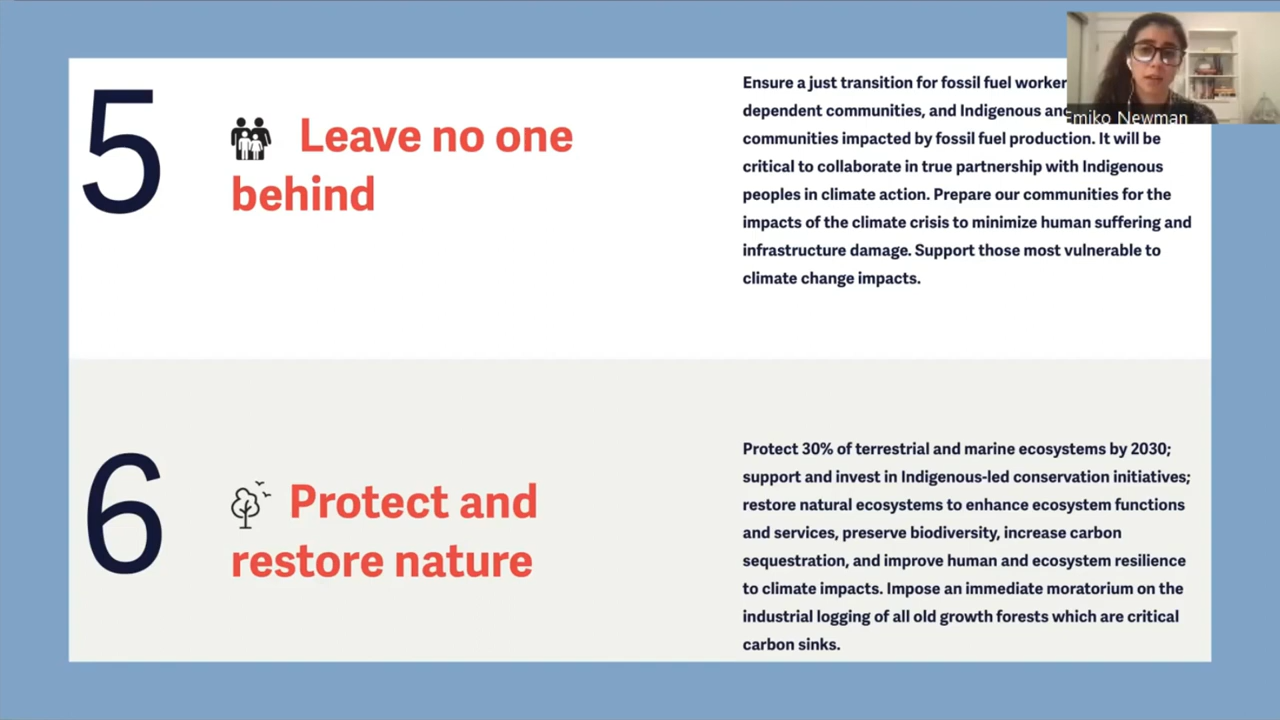 5
Leave no one
behind
Ensure a just transition for fossil fuel worker
dependent communities, and Indigenous and
communities impacted by fossil fuel production. It will be
critical to collaborate in true partnership with Indigenous
peoples in climate action. Prepare our communities for the
impacts of the climate crisis to minimize human suffering and
infrastructure damage. Support those most vulnerable to
climate change impacts.
Emiko Newman
6
Protect and
restore nature
Protect 30% of terrestrial and marine ecosystems by 2030;
support and invest in Indigenous-led conservation initiatives;
restore natural ecosystems to enhance ecosystem functions
and services, preserve biodiversity, increase carbon
sequestration, and improve human and ecosystem resilience
to climate impacts. Impose an immediate moratorium on the
industrial logging of all old growth forests which are critical
carbon sinks.